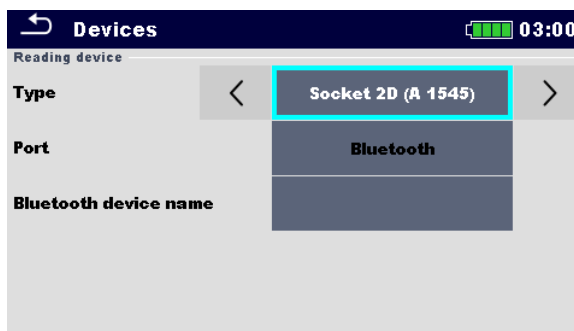 Devices 03:00
Reading device
Type Socket 2D (A 1545)
Port Bluetooth
Bluetooth device name